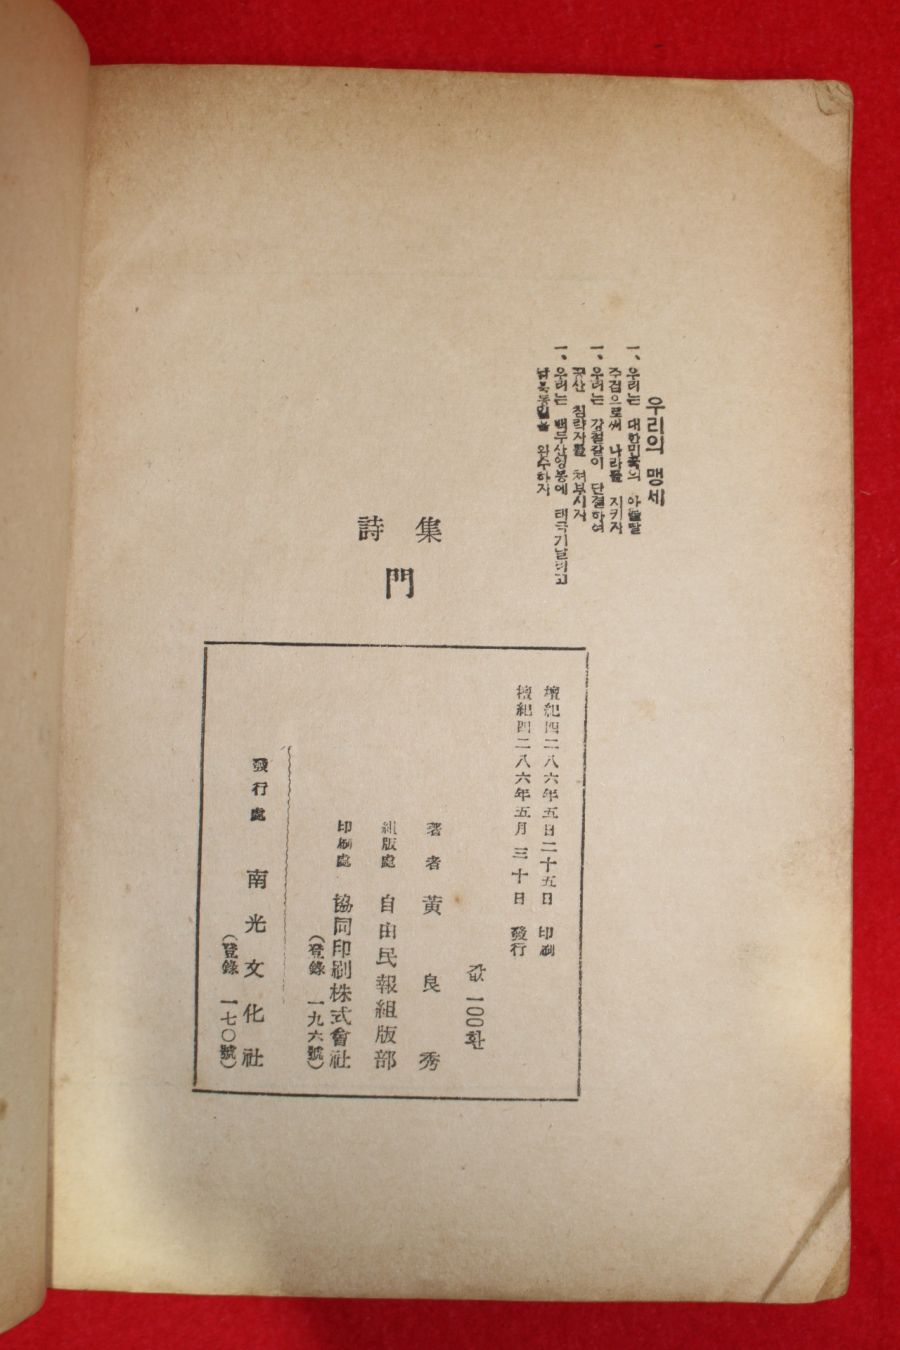 우리의 맹세
一、우리는 대한민국의 아들딸
주검으로써 나라를 지키자
一、우리는 강철같이 단결하여
공산 침략자를 쳐부시자
一、우리는 백두산영봉에 태극기날리고
남북통일을 완수하자
詩集
門
壇紀四二八六年五日二十五日 印刷
檀紀四二八六年五月三十日 發行
값 100환
著者 黃良秀
組版處 自由民報組版部
印刷處 協同印刷株式會社
(登錄 一九六號)
發行處 南光文化社
(登錄 一七〇號)